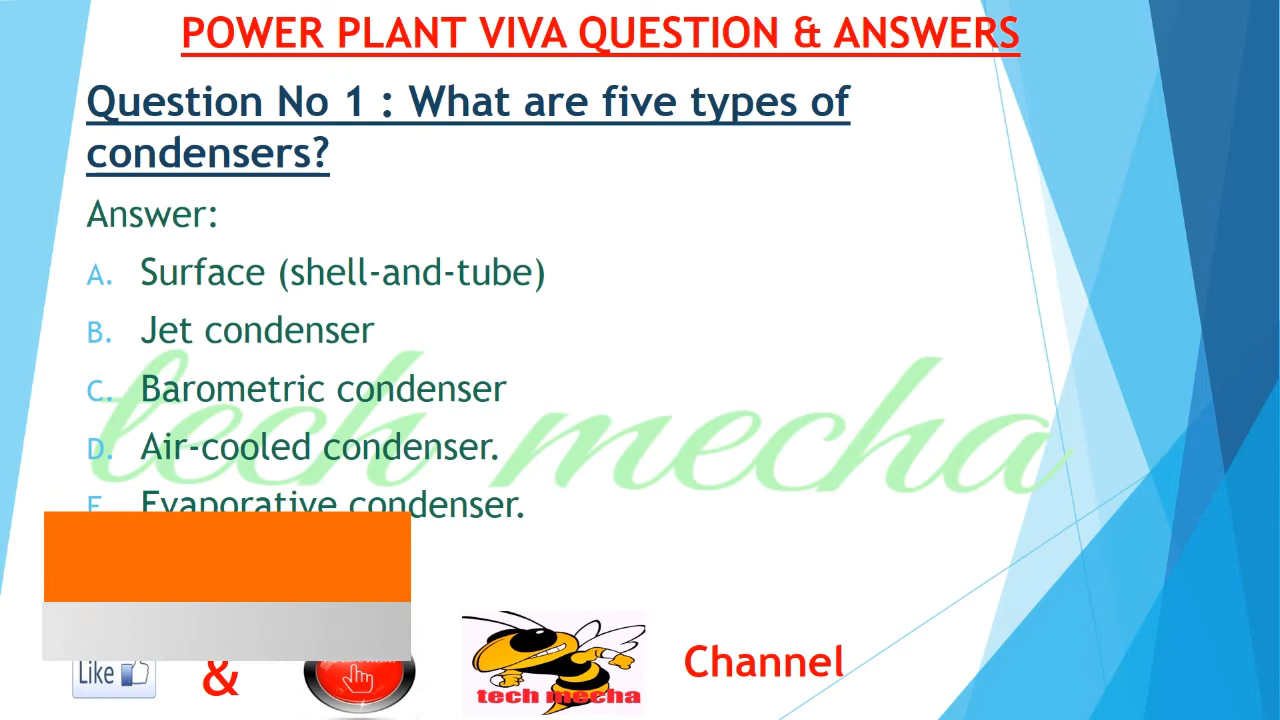 POWER PLANT VIVA QUESTION & ANSWERS
Question No 1 : What are five types of
condensers?
Answer:
A. Surface (shell-and-tube)
B. Jet condenser
C. Barometric condenser
D. Air-cooled condenser.
E. Evaporative condenser.
tech mecha
Like & tech mecha Channel